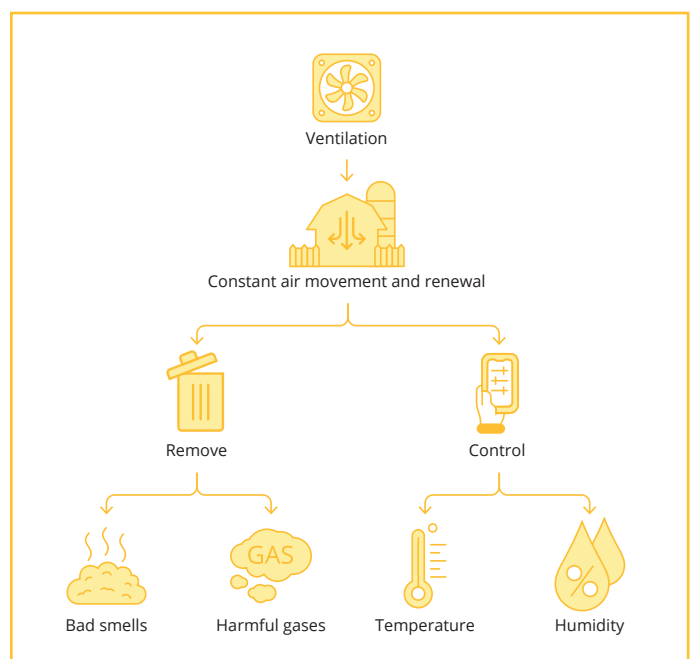 Ventilation
Constant air movement and renewal
Remove
Control
GAS
Bad smells
Harmful gases
Temperature
Humidity